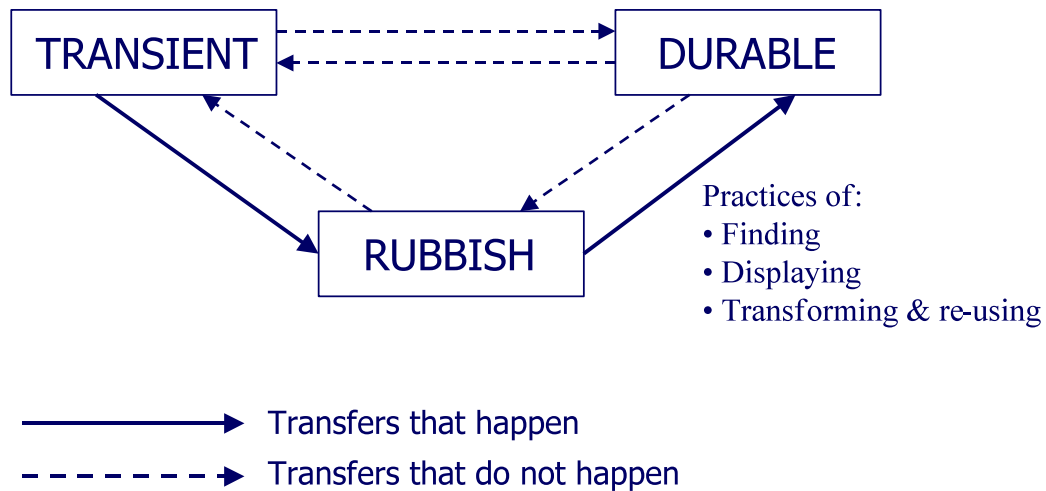 TRANSIENT
DURABLE
RUBBISH
Practices of:
• Finding
• Displaying
• Transforming & re-using
Transfers that happen
Transfers that do not happen